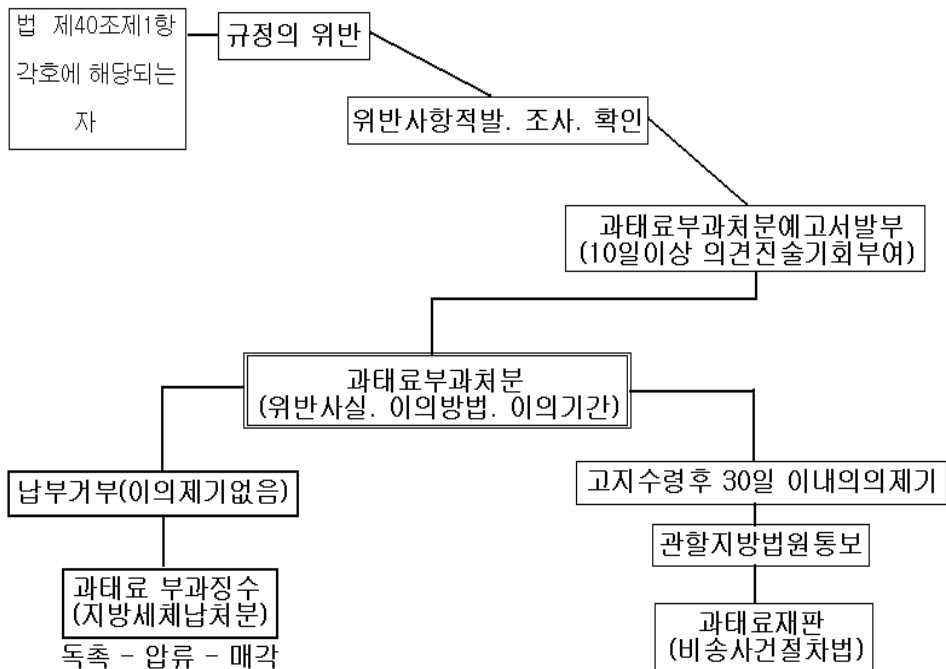 법 제40조제1항
각호에 해당되는
자
규정의 위반
위반사항적발. 조사. 확인
과태료부과처분예고서발부
(10일이상 의견진술기회부여)
과태료부과처분
(위반사실. 이의방법. 이의기간)
납부거부(이의제기없음)
고지수령후 30일 이내의의제기
관할지방법원통보
과태료 부과징수
(지방세체납처분)
독촉 - 압류 - 매각
과태료재판
(비송사건절차법)